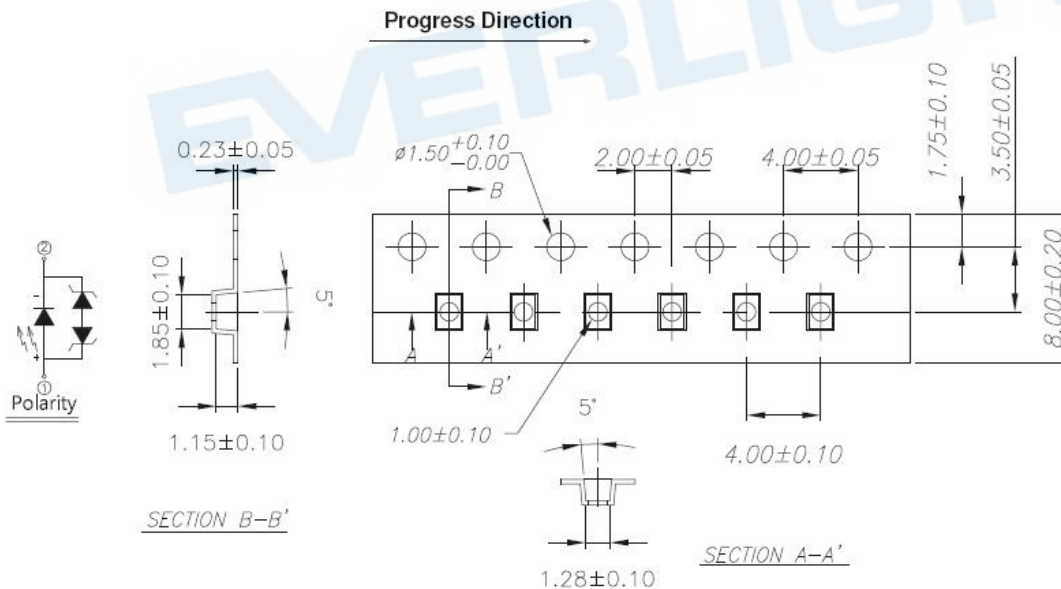 Progress Direction
EVERLIGH
0.23±0.05
ø1.50 +0.10 -0.00
2.00±0.05
4.00±0.05
1.75±0.10
3.50±0.05
8.00±0.20
B
②
-
+
①
Polarity
1.85±0.10
5°
A
A'
B'
1.15±0.10
1.00±0.10
5°
4.00±0.10
SECTION B-B'
SECTION A-A'
1.28±0.10